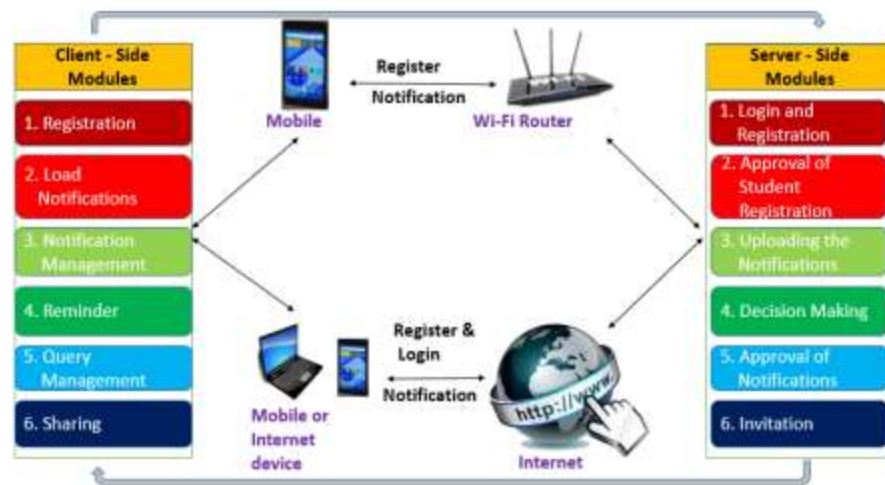 Client - Side
Modules
1. Registration
2. Load
Notifications
3. Notification
Management
4. Reminder
5. Query
Management
6. Sharing
Register
Notification
Mobile
Wi-Fi Router
Register &
Login
Notification
http://www
Mobile or
Internet
device
Internet
Server - Side
Modules
1. Login and
Registration
2. Approval of
Student
Registration
3. Uploading the
Notifications
4. Decision Making
5. Approval of
Notifications
6. Invitation